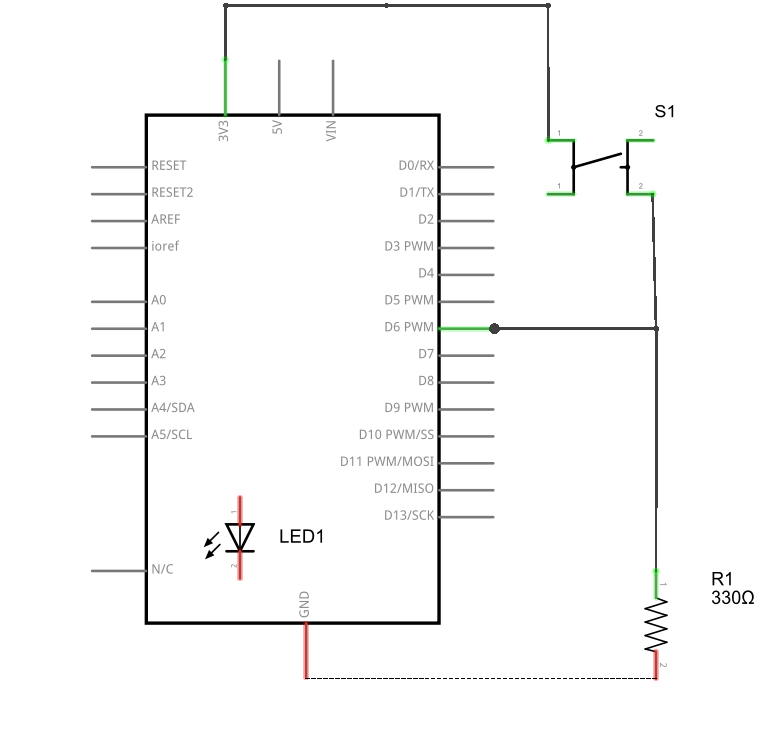 3V3
5V
VIN
S1
1
2
1
2
RESET
RESET2
AREF
ioref
A0
A1
A2
A3
A4/SDA
A5/SCL
N/C
D0/RX
D1/TX
D2
D3 PWM
D4
D5 PWM
D6 PWM
D7
D8
D9 PWM
D10 PWM/SS
D11 PWM/MOSI
D12/MISO
D13/SCK
1
LED1
2
GND
1
R1
330Ω
2